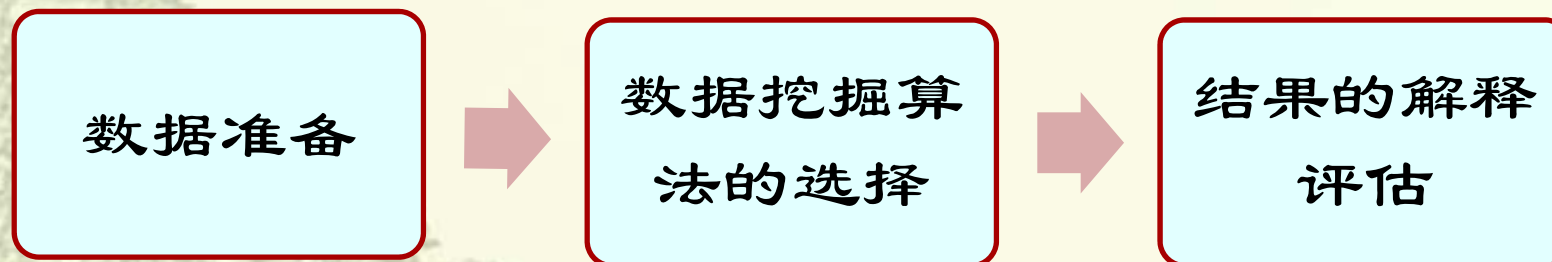 数据准备
数据挖掘算
法的选择
结果的解释
评估